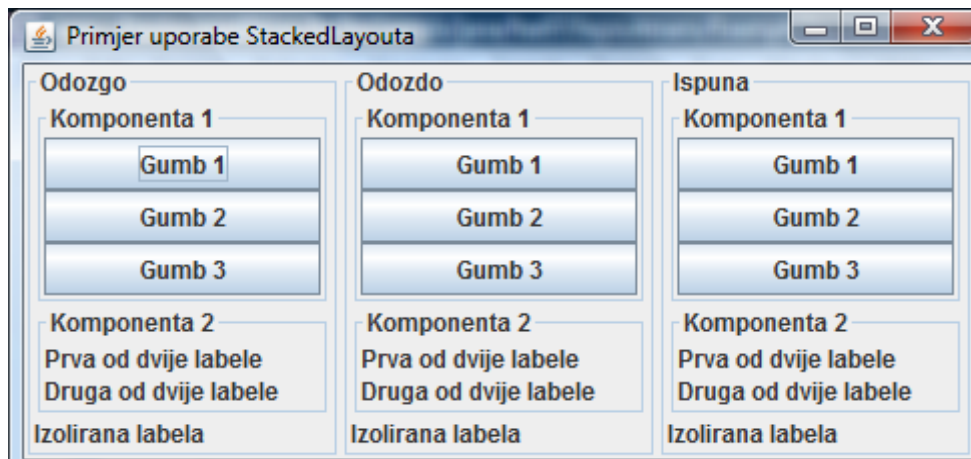 Primjer uporabe StackedLayouta
Odozgo
Komponenta 1
Gumb 1
Gumb 2
Gumb 3
Komponenta 2
Prva od dvije labele
Druga od dvije labele
Izolirana labela
Odozdo
Komponenta 1
Gumb 1
Gumb 2
Gumb 3
Komponenta 2
Prva od dvije labele
Druga od dvije labele
Izolirana labela
Ispuna
Komponenta 1
Gumb 1
Gumb 2
Gumb 3
Komponenta 2
Prva od dvije labele
Druga od dvije labele
Izolirana labela